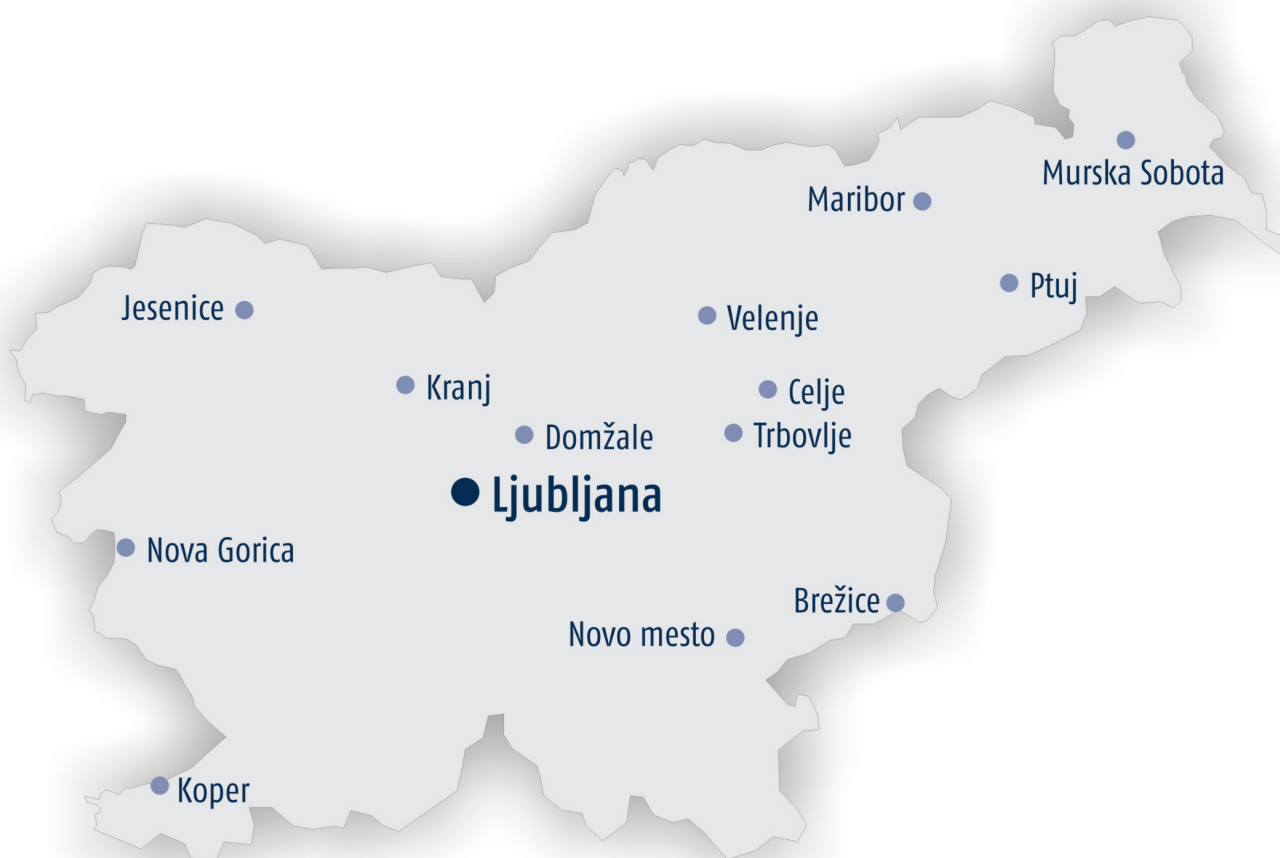 Murska Sobota
Maribor
Ptuj
Jesenice
Velenje
Kranj
Celje
Domžale
Trbovlje
Ljubljana
Nova Gorica
Brežice
Novo mesto
Koper